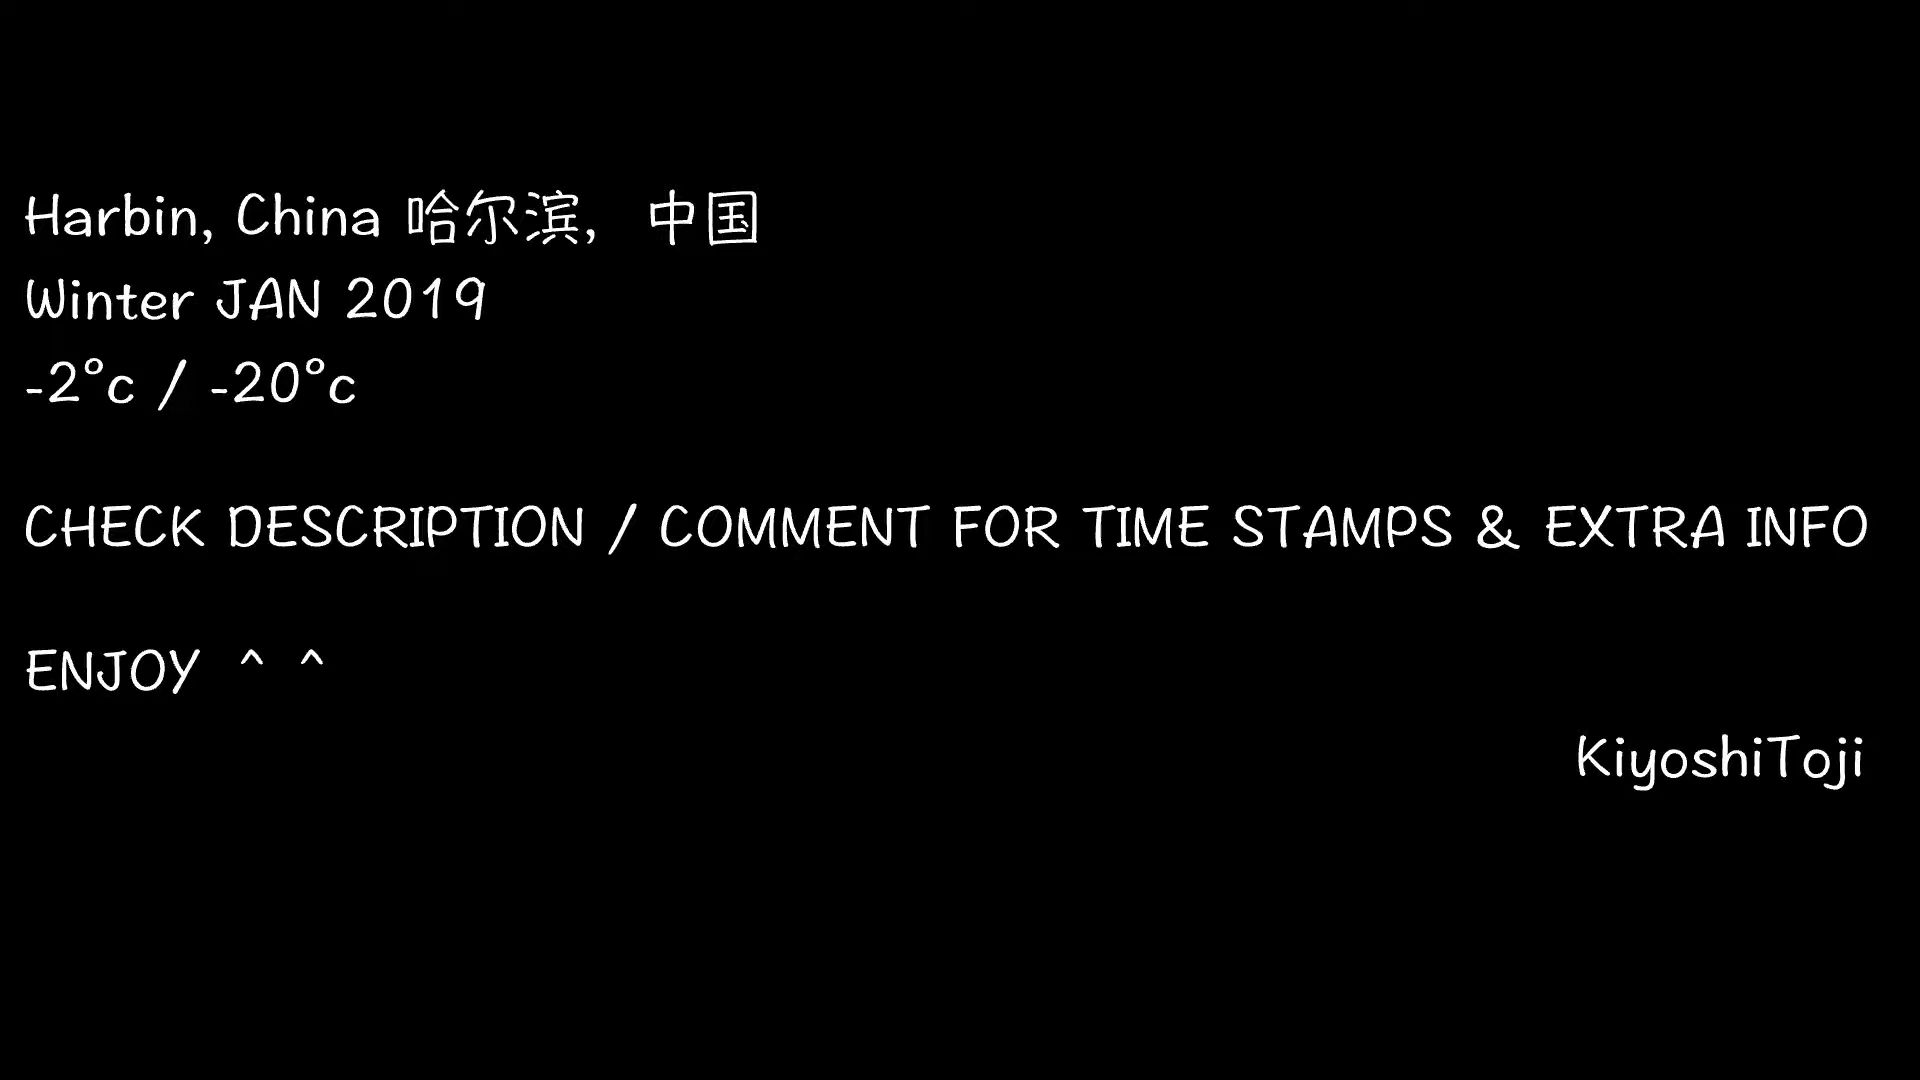 Harbin, China 哈尔滨, 中国
Winter JAN 2019
-2°c / -20°c
CHECK DESCRIPTION / COMMENT FOR TIME STAMPS & EXTRA INFO
ENJOY ^ ^
KiyoshiToji